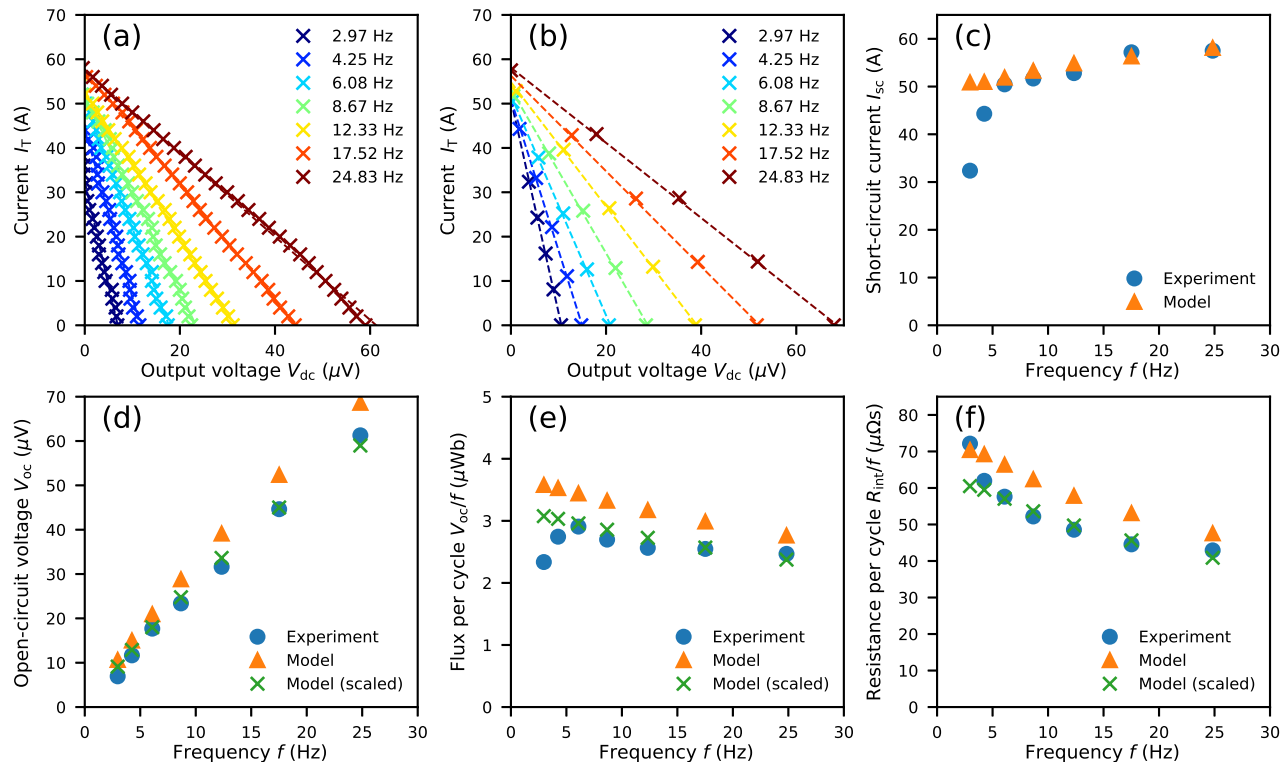 (a)
Current I_T (A)
70
60
50
40
30
20
10
0
0
20
40
60
Output voltage V_dc (μV)
2.97 Hz
4.25 Hz
6.08 Hz
8.67 Hz
12.33 Hz
17.52 Hz
24.83 Hz
(b)
Current I_T (A)
70
60
50
40
30
20
10
0
0
20
40
60
Output voltage V_dc (μV)
2.97 Hz
4.25 Hz
6.08 Hz
8.67 Hz
12.33 Hz
17.52 Hz
24.83 Hz
(c)
Short-circuit current I_sc (A)
60
50
40
30
20
10
0
0
5
10
15
20
25
30
Frequency f (Hz)
Experiment
Model
(d)
Open-circuit voltage V_oc (μV)
70
60
50
40
30
20
10
0
0
5
10
15
20
25
30
Frequency f (Hz)
Experiment
Model
Model (scaled)
(e)
Flux per cycle V_oc/f (μWb)
5
4
3
2
1
0
0
5
10
15
20
25
30
Frequency f (Hz)
Experiment
Model
Model (scaled)
(f)
Resistance per cycle R_int/f (μΩs)
80
70
60
50
40
30
20
10
0
0
5
10
15
20
25
30
Frequency f (Hz)
Experiment
Model
Model (scaled)